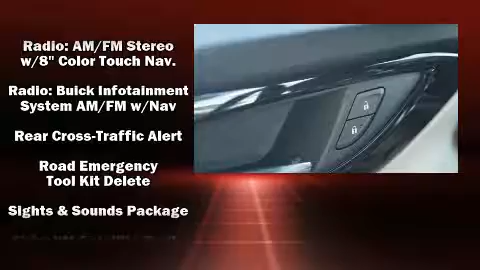 Radio: AM/FM Stereo
w/8" Color Touch Nav.
Radio: Buick Infotainment
System AM/FM w/Nav
Rear Cross-Traffic Alert
Road Emergency
Tool Kit Delete
Sights & Sounds Package